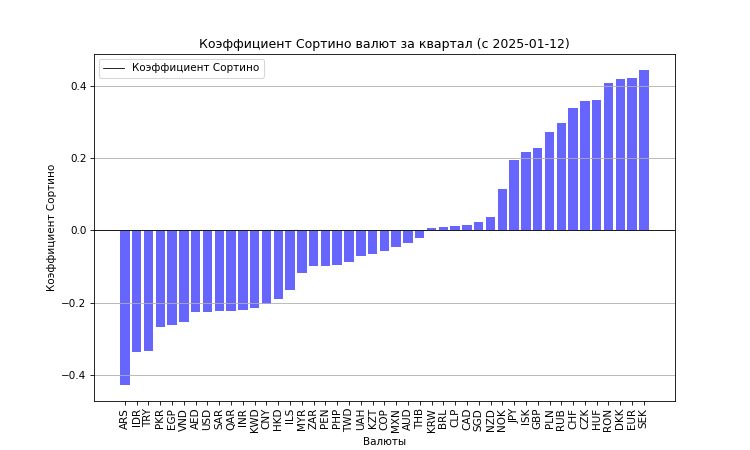 Коэффициент Сортино валют за квартал (с 2025-01-12)
Коэффициент Сортино
Коэффициент Сортино
0.4
0.2
0.0
−0.2
−0.4
ARS IDR TRY PKR EGP VND AED USD SAR QAR INR KWD CNY HKD ILS MYR ZAR PEN PHP TWD UAH KZT COP MXN AUD THB KRW BRL CLP CAD SGD NZD NOK JPY ISK GBP PLN RUB CHF CZK HUF RON DKK EUR SEK
Валюты